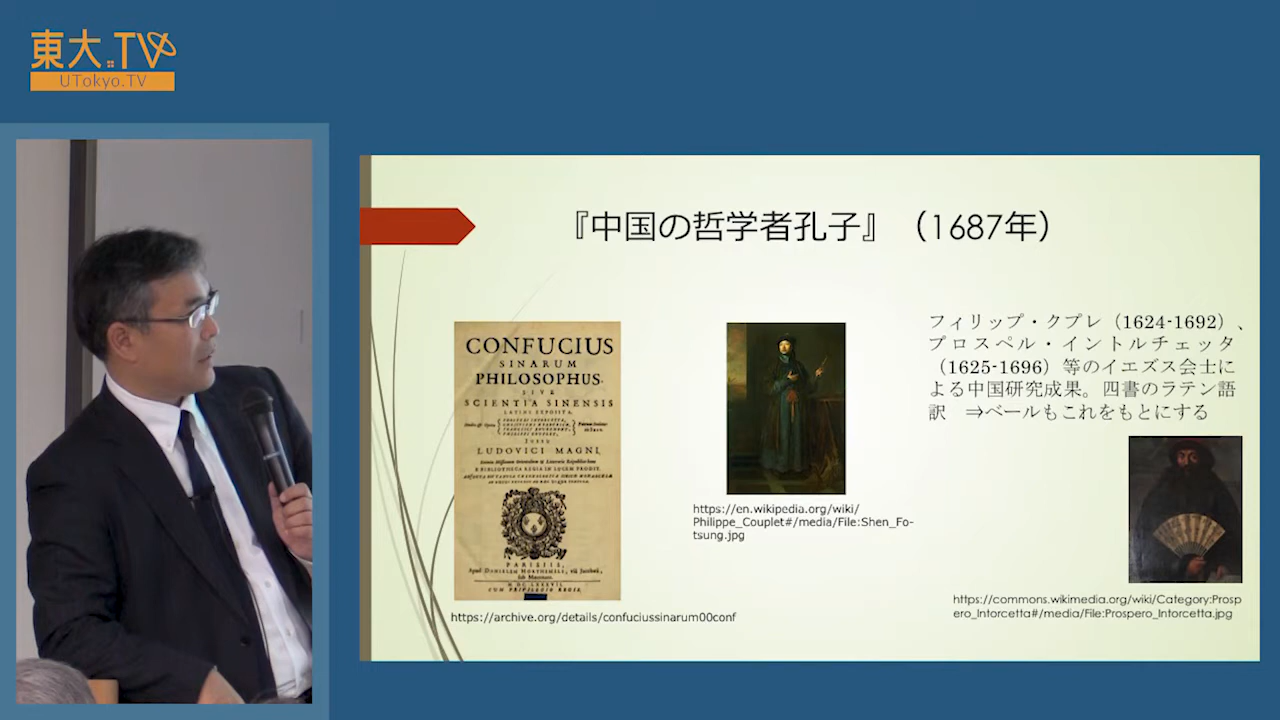 東大.TV
UTokyo.TV
『中国の哲学者孔子』（1687年）
フィリップ・クプレ（1624-1692）、
プロスペル・イントルチェッタ
（1625-1696）等のイエズス会士に
よる中国研究成果。四書のラテン語
訳　⇒ベールもこれをもとにする
CONFUCIUS
SINARUM
PHILOSOPHUS,
SIVE
SCIENTIA SINENSIS
LATINE EXPOSITA.
JUSSU
LUDOVICI MAGNI,
PARISIIS,
CUM PRIVILEGIO REGIS.
https://archive.org/details/confuciussinarum00conf
https://en.wikipedia.org/wiki/
Philippe_Couplet#/media/File:Shen_Fo-
tsung.jpg
https://commons.wikimedia.org/wiki/Category:Prosp
ero_Intorcetta#/media/File:Prospero_Intorcetta.jpg